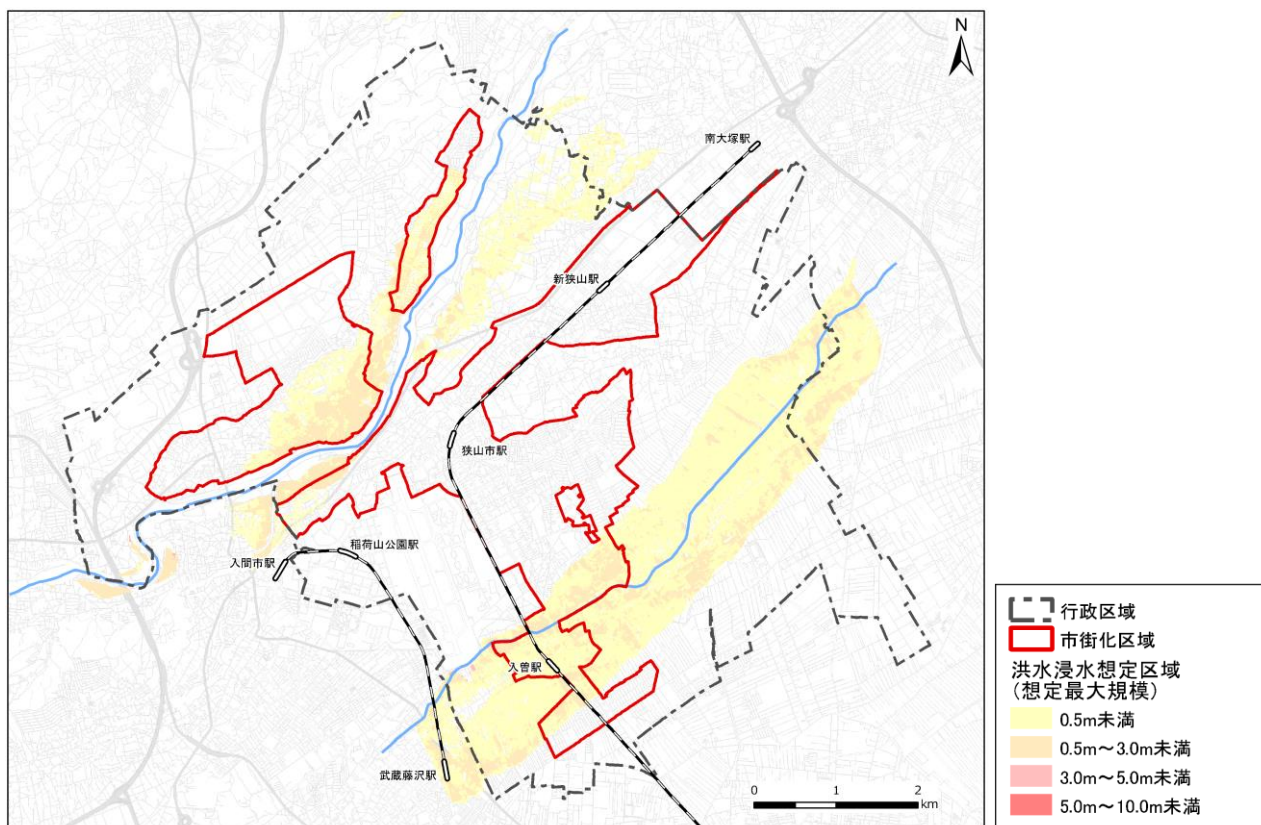 N
南大塚駅
新狭山駅
狭山市駅
稲荷山公園駅
入間市駅
入曽駅
武蔵藤沢駅
0 1 2
km
行政区域
市街化区域
洪水浸水想定区域
(想定最大規模)
0.5m未満
0.5m～3.0m未満
3.0m～5.0m未満
5.0m～10.0m未満